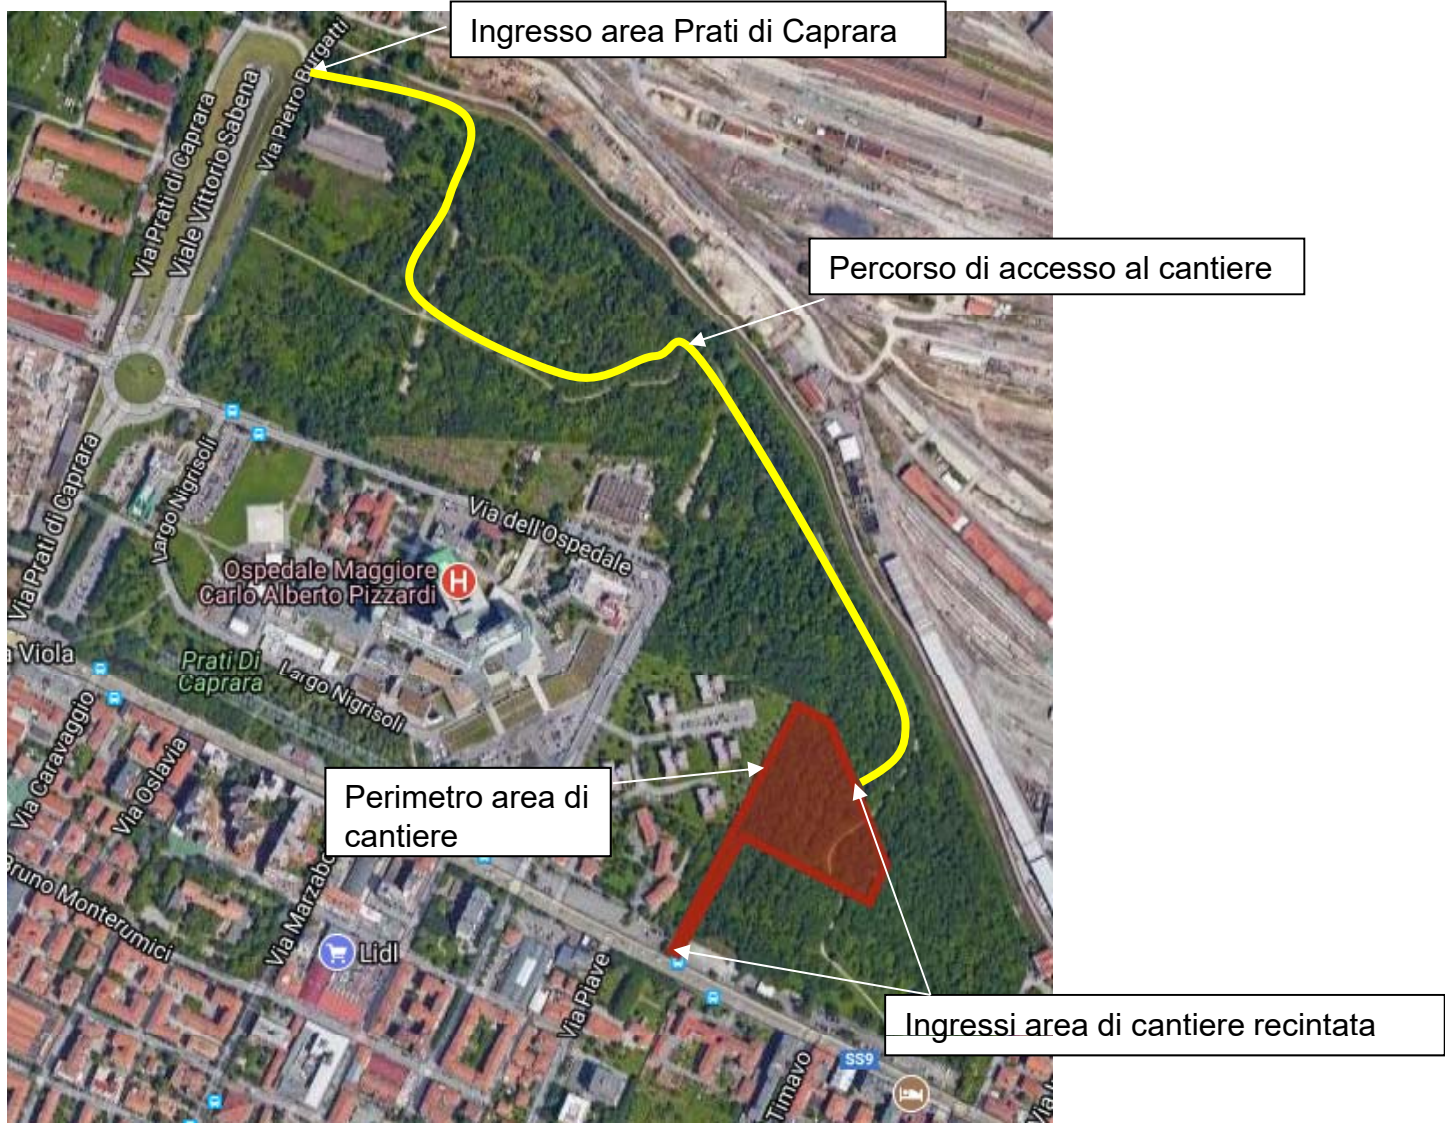 Ingresso area Prati di Caprara
Via Pietro Burgatti
Viale Vittorio Sabena
Via Prati di Caprara
Percorso di accesso al cantiere
Via Prati di Caprara
Largo Nigrisoli
Via dell'Ospedale
Ospedale Maggiore
Carlo Alberto Pizzardi
H
a Viola
Prati Di
Caprara
Largo Nigrisoli
Via Caravaggio
Via Oslavia
Perimetro area di
cantiere
runo Monterumici
Via Marzabo
Lidl
Via Piave
Ingressi area di cantiere recintata
SS9
Timavo